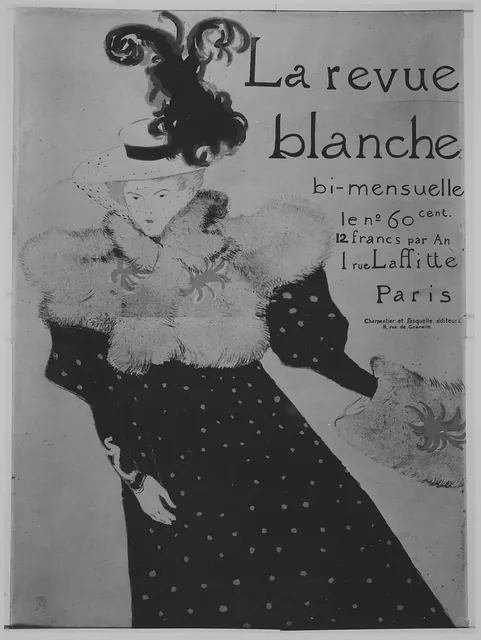 La revue
blanche
bi-mensuelle
le nº 60 cent.
12 francs par An
1 rue Laffitte
Paris
Charpentier et Fasquelle, éditeurs
11, rue de Grenelle